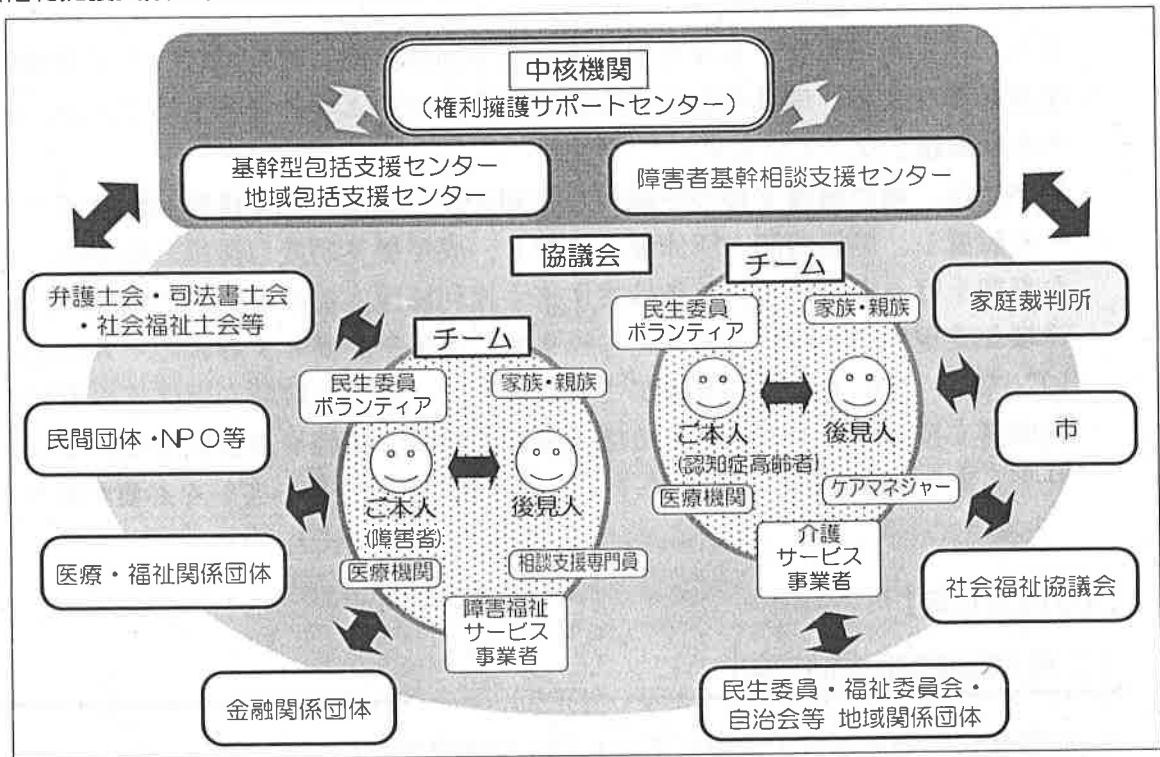 中核機関
(権利擁護サポートセンター)
基幹型包括支援センター
地域包括支援センター
障害者基幹相談支援センター
協議会
チーム
弁護士会・司法書士会
・社会福祉士会等
民生委員
ボランティア
家族・親族
家庭裁判所
チーム
民生委員
ボランティア
家族・親族
ご本人
(認知症高齢者)
後見人
市
民間団体・NPO等
ご本人
(障害者)
後見人
医療機関
ケアマネジャー
医療・福祉関係団体
医療機関
相談支援専門員
介護
サービス
事業者
社会福祉協議会
障害福祉
サービス
事業者
金融関係団体
民生委員・福祉委員会・
自治会等 地域関係団体